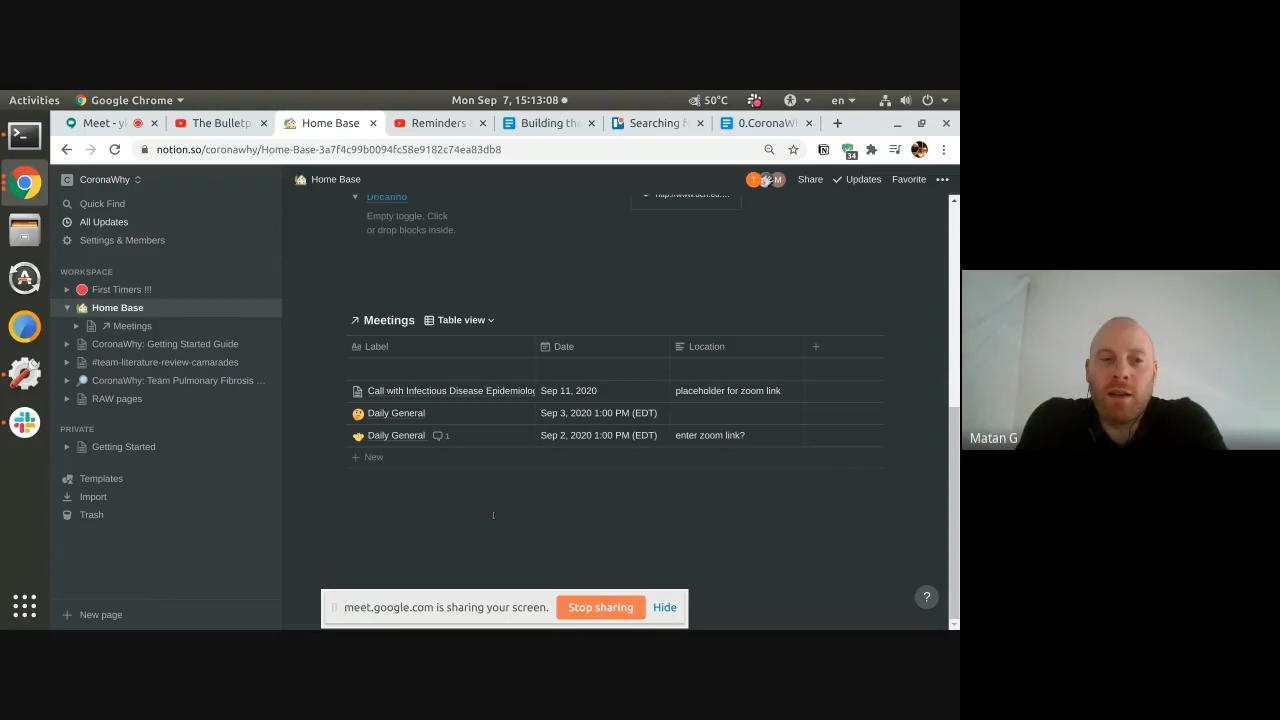 Activities
Google Chrome
Mon Sep 7, 15:13:08
50°C
en
Meet - yk
The Bulletp
Home Base
Reminders
Building the
Searching f
0.CoronaW
notion.so/coronawhy/Home-Base-3a7f4c99b0094fc58e9182c74ea83db8
34
CoronaWhy
Home Base
T
M
Share
Updates
Favorite
Quick Find
All Updates
Settings & Members
Docanno
Empty toggle. Click
or drop blocks inside.
WORKSPACE
First Timers !!!
Home Base
Meetings
CoronaWhy: Getting Started Guide
#team-literature-review-camarades
CoronaWhy: Team Pulmonary Fibrosis ...
RAW pages
PRIVATE
Getting Started
Templates
Import
Trash
New page
Meetings
Table view
Aa Label
Date
Location
Call with Infectious Disease Epidemiolog
Sep 11, 2020
placeholder for zoom link
Daily General
Sep 3, 2020 1:00 PM (EDT)
Daily General
1
Sep 2, 2020 1:00 PM (EDT)
enter zoom link?
New
meet.google.com is sharing your screen.
Stop sharing
Hide
?
Matan G